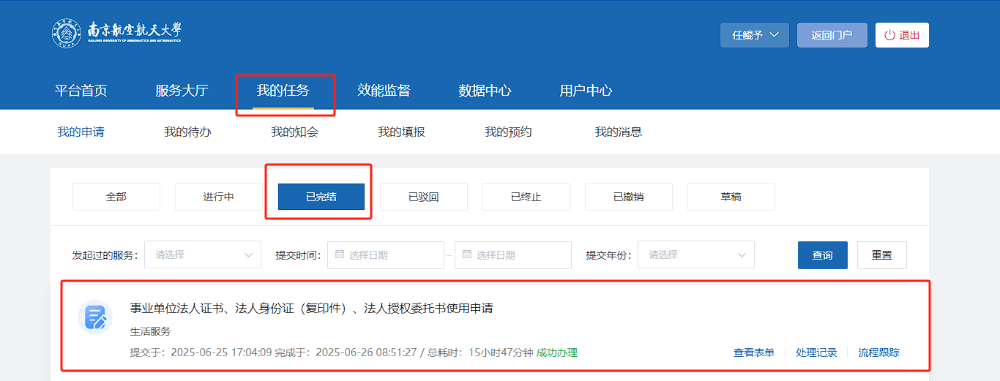 南京航空航天大學
NANJING UNIVERSITY OF AERONAUTICS AND ASTRONAUTICS
NUAA
任鲲予 返回门户 退出
平台首页 服务大厅 我的任务 效能监督 数据中心 用户中心
我的申请 我的待办 我的知会 我的填报 我的预约 我的消息
全部 进行中 已完结 已驳回 已终止 已撤销 草稿
发起过的服务： 请选择 提交时间： 选择日期 – 选择日期 提交年份： 请选择 查询 重置
事业单位法人证书、法人身份证（复印件）、法人授权委托书使用申请
生活服务
提交于：2025-06-25 17:04:09 完成于：2025-06-26 08:51:27 / 总耗时：15小时47分钟 成功办理 查看表单 处理记录 流程跟踪